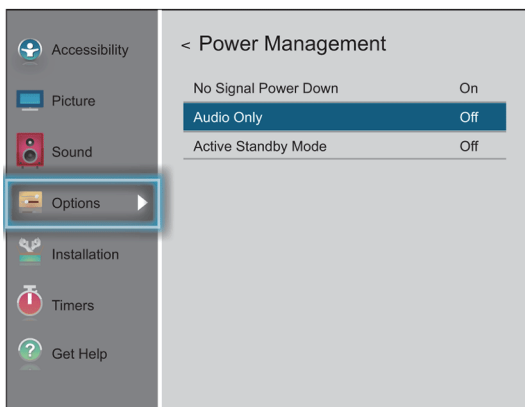 Accessibility
Picture
Sound
Options
Installation
Timers
Get Help
< Power Management
No Signal Power Down On
Audio Only Off
Active Standby Mode Off